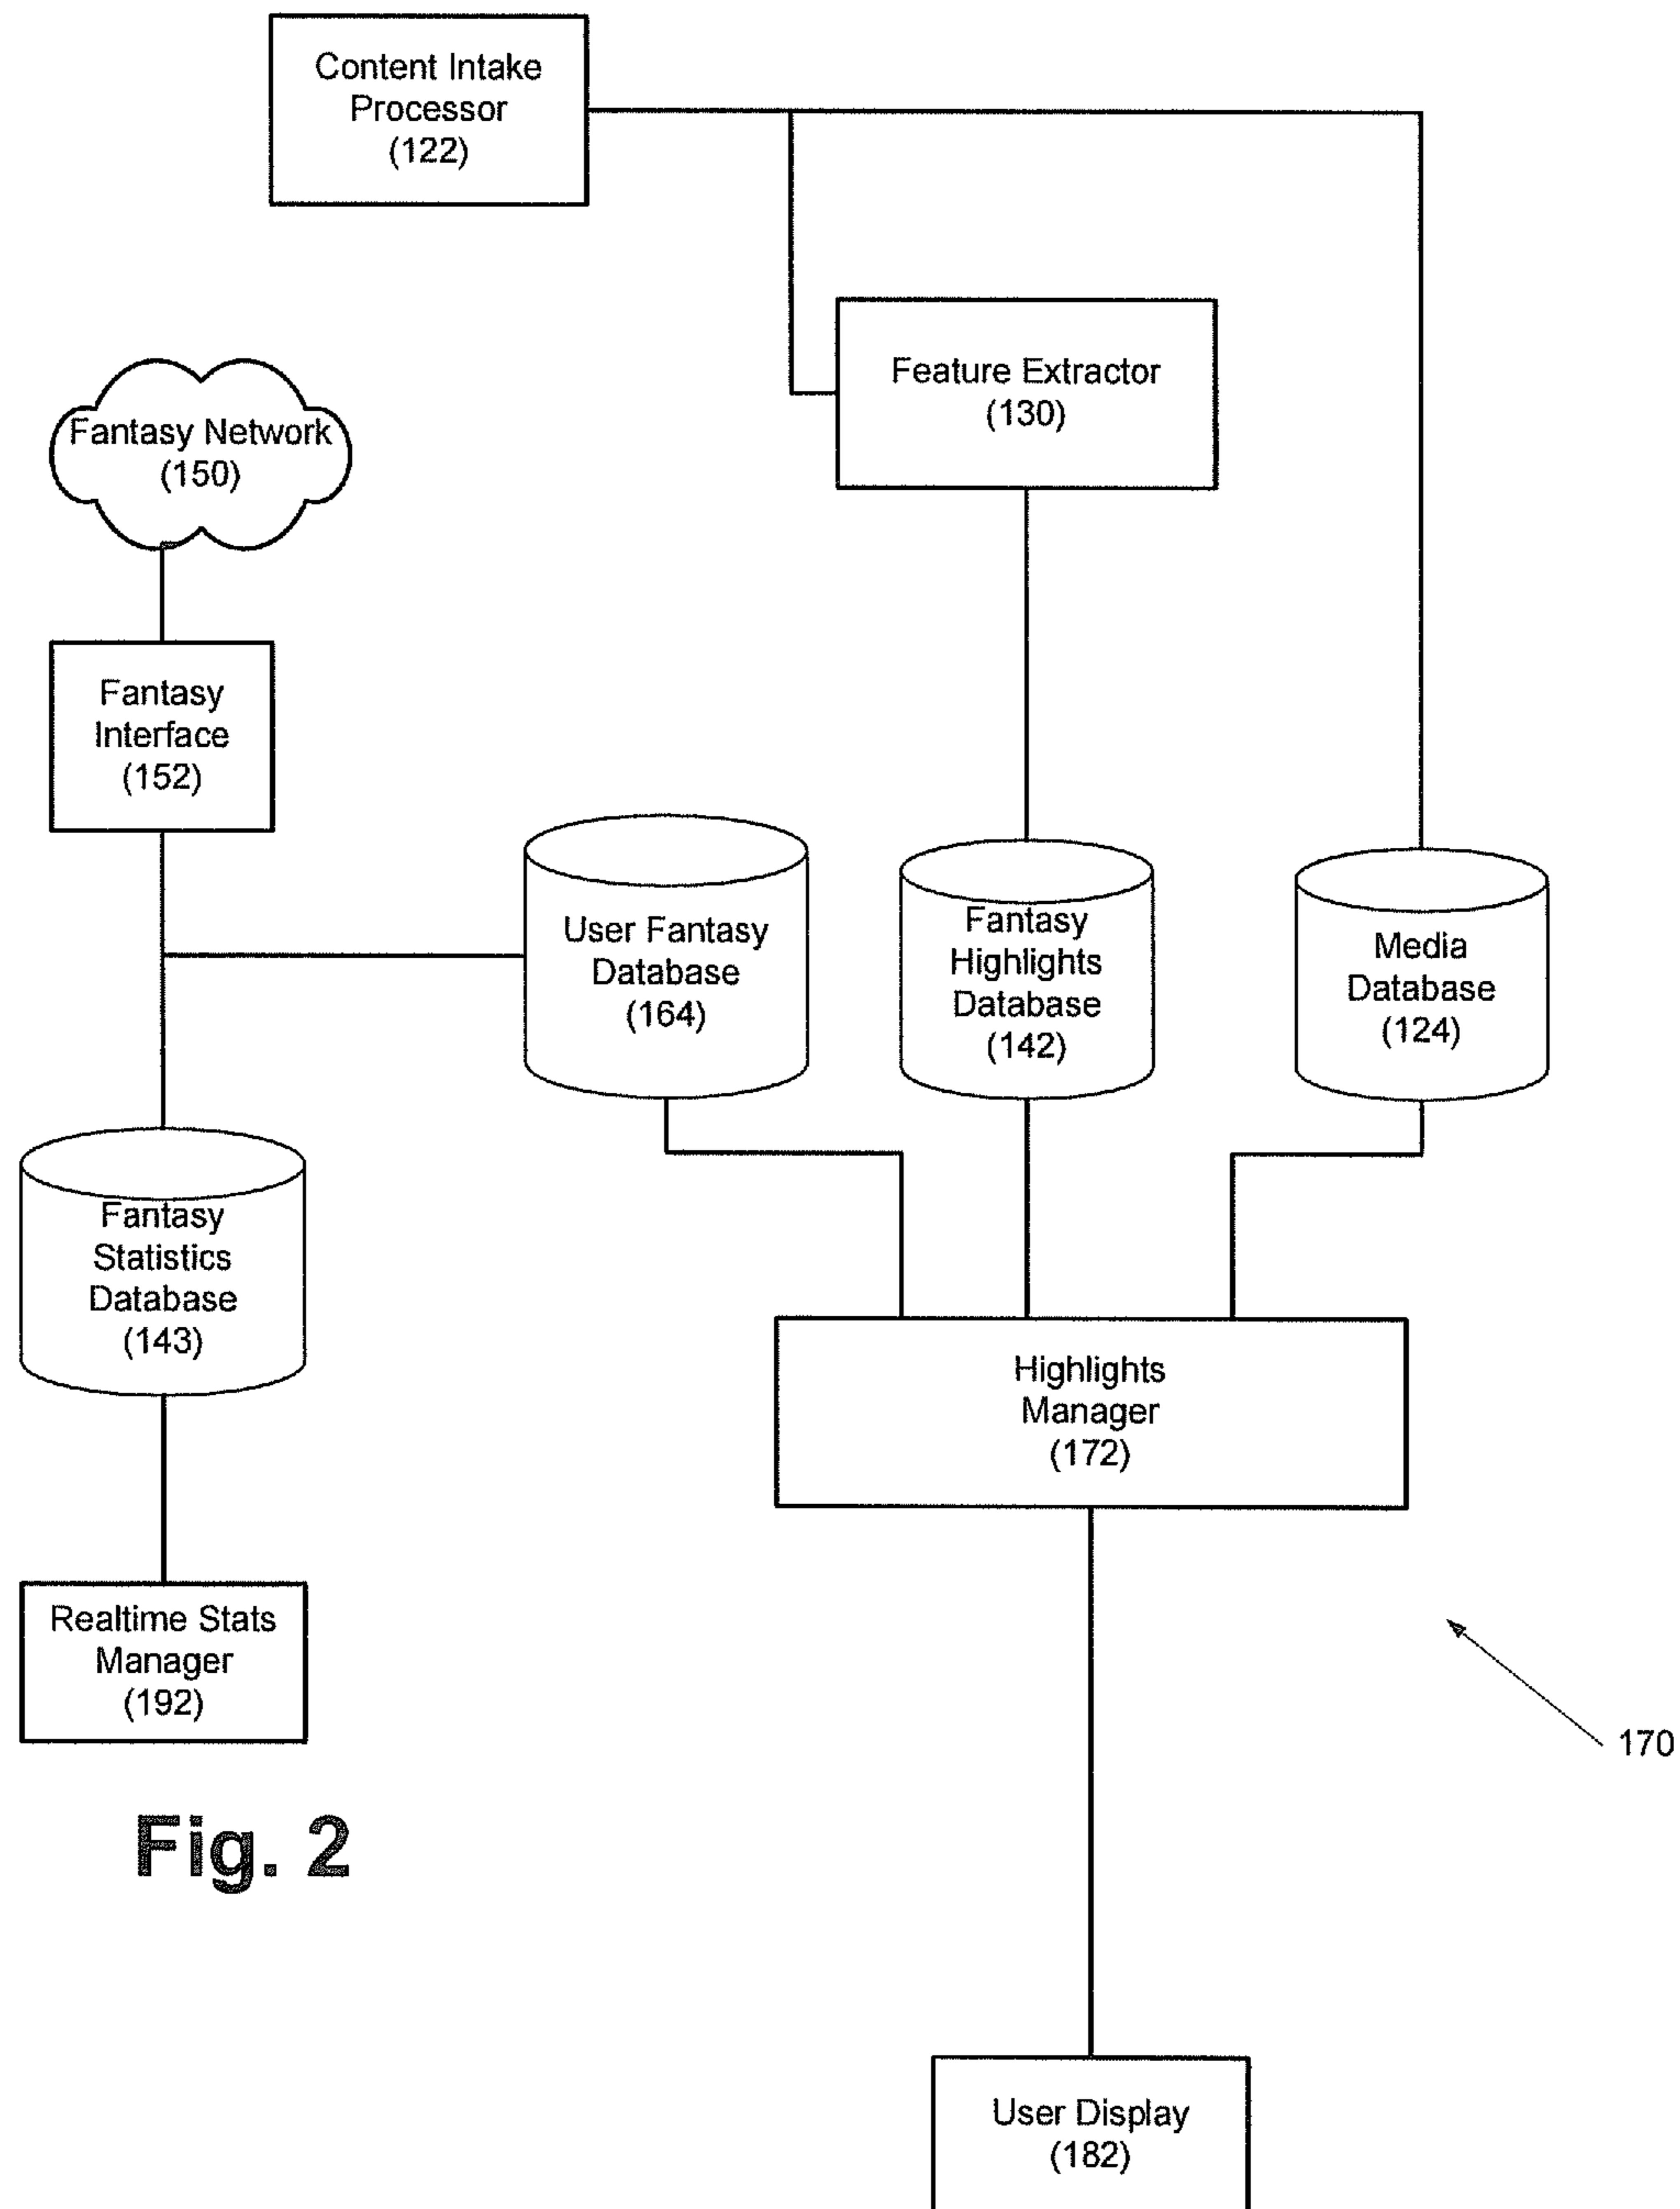 Content Intake
Processor
(122)
Feature Extractor
(130)
Fantasy Network
(150)
Fantasy
Interface
(152)
User Fantasy
Database
(164)
Fantasy
Highlights
Database
(142)
Media
Database
(124)
Fantasy
Statistics
Database
(143)
Highlights
Manager
(172)
Realtime Stats
Manager
(192)
170
Fig. 2
User Display
(182)